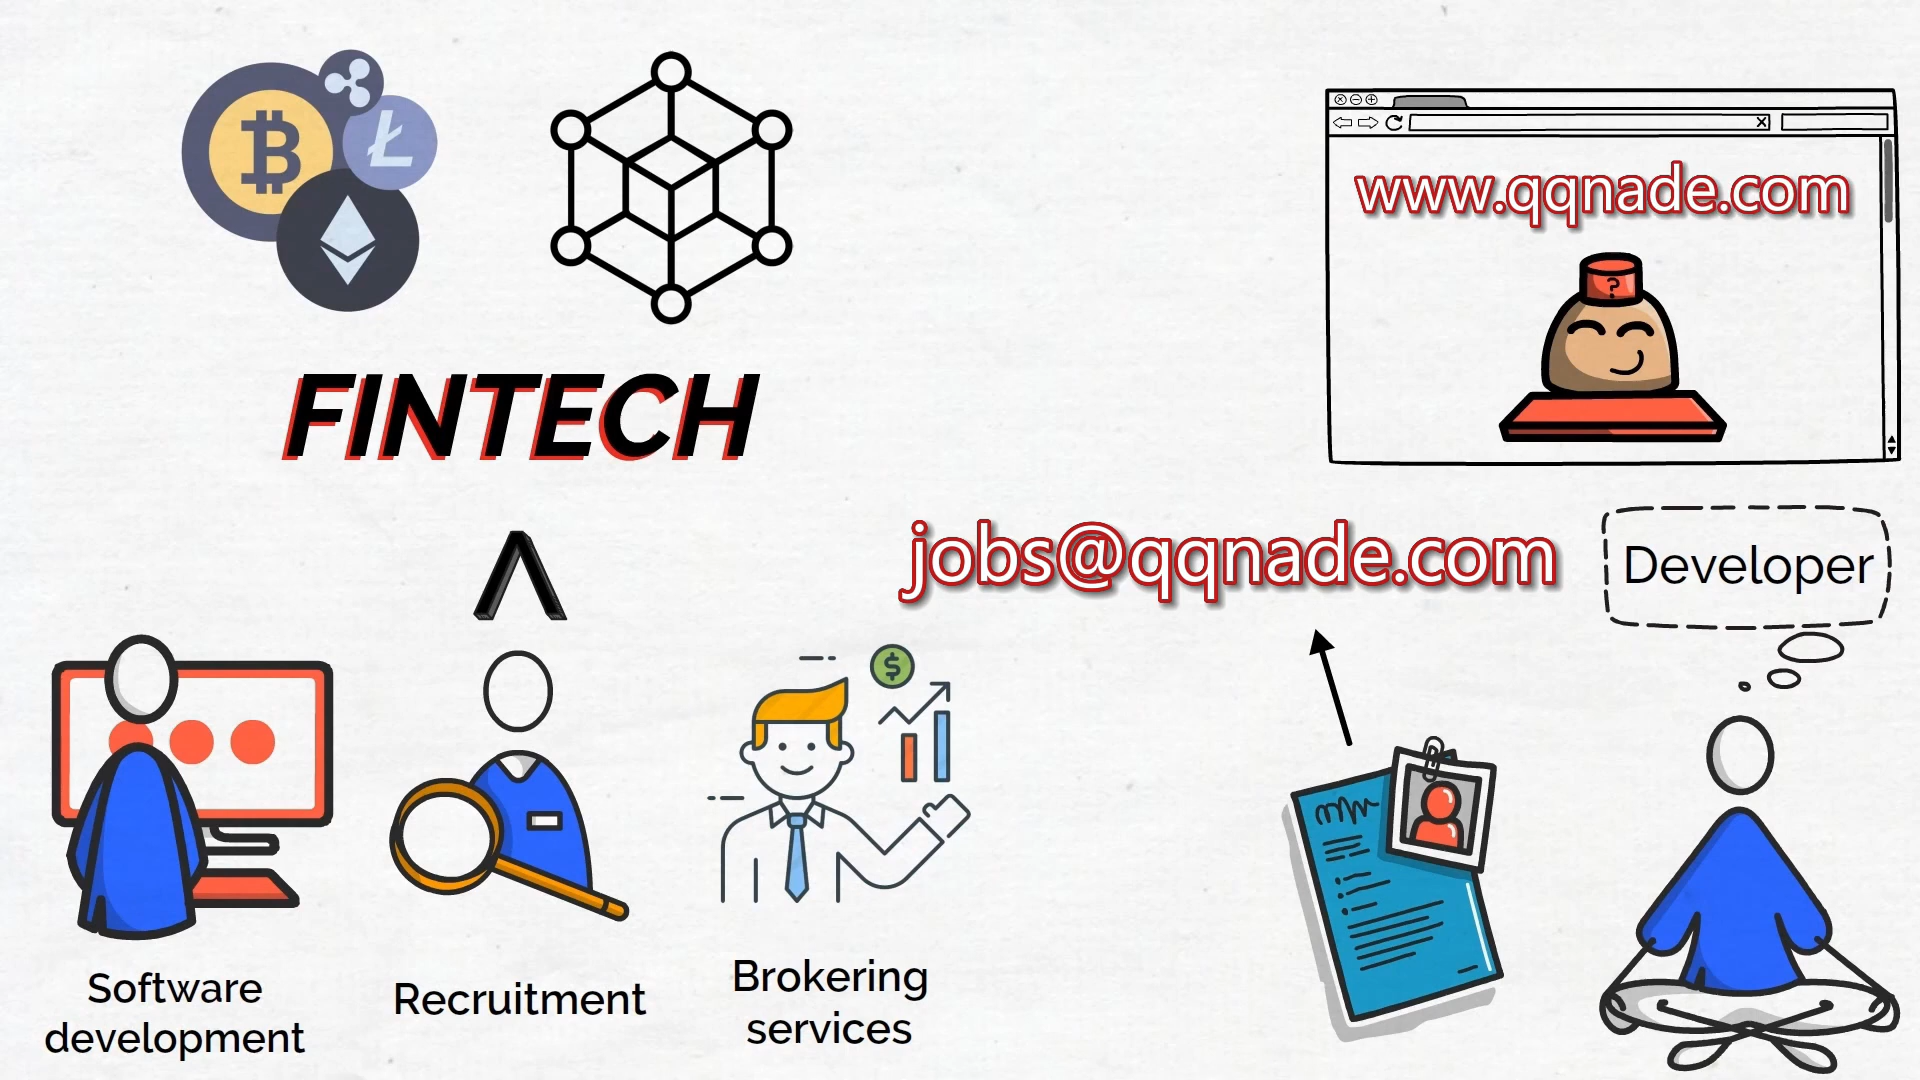 www.qqnade.com
?
FINTECH
jobs@qqnade.com
Developer
$
Software
development
Recruitment
Brokering
services